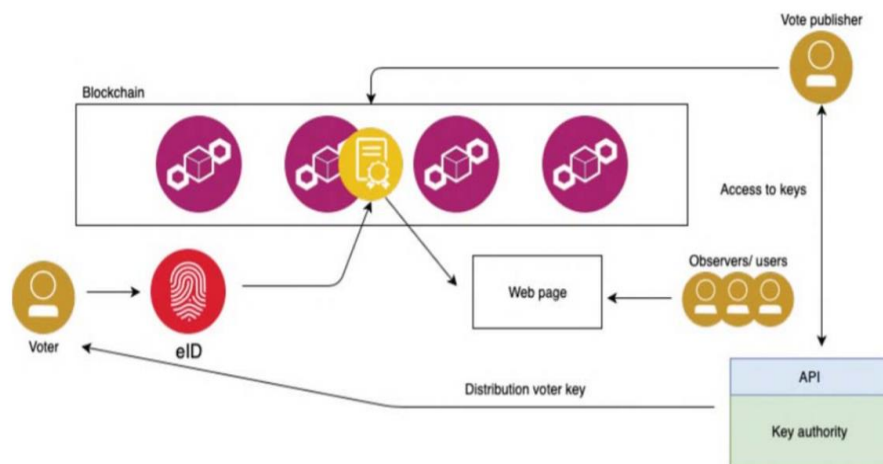 Vote publisher
Blockchain
Access to keys
Observers/ users
Web page
Voter
eID
Distribution voter key
API
Key authority